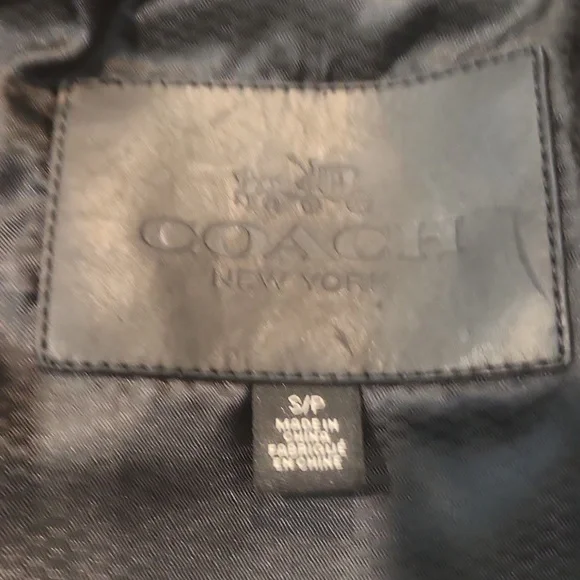 COACH
NEW YORK
S/P
MADE IN
CHINA
FABRIQUÉ
EN CHINE